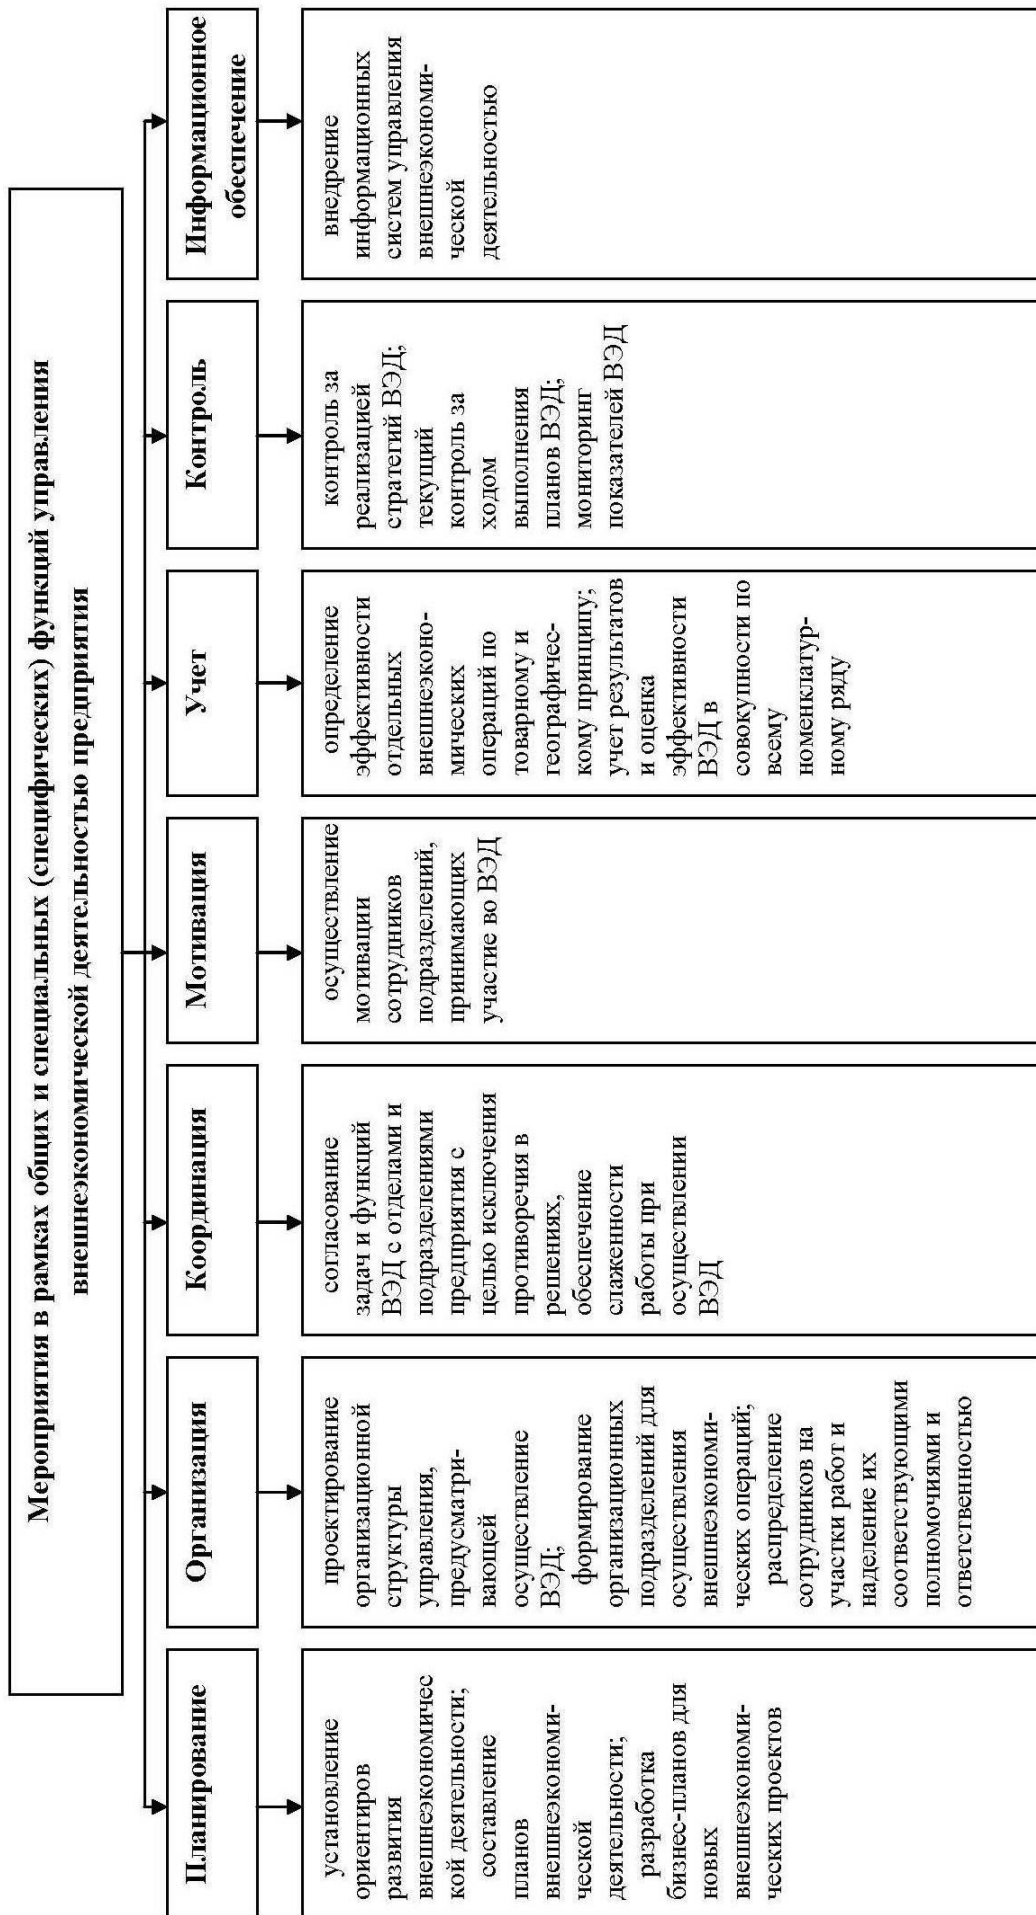 Мероприятия в рамках общих и специальных (специфических) функций управления
внешнеэкономической деятельностью предприятия
Планирование
установление
ориентиров
развития
внешнеэкономичес
кой деятельности;
составление
планов
внешнеэкономи-
ческой
деятельности;
разработка
бизнес-планов для
новых
внешнеэкономи-
ческих проектов
Организация
проектирование
организационной
структуры
управления,
предусматри-
вающей
осуществление
ВЭД;
формирование
организационных
подразделений для
осуществления
внешнеэкономи-
ческих операций;
распределение
сотрудников на
участки работ и
наделение их
соответствующими
полномочиями и
ответственностью
Координация
согласование
задач и функций
ВЭД с отделами и
подразделениями
предприятия с
целью исключения
противоречия в
решениях,
обеспечение
слаженности
работы при
осуществлении
ВЭД
Мотивация
осуществление
мотивации
сотрудников
подразделений,
принимающих
участие во ВЭД
Учет
определение
эффективности
отдельных
внешнеэконо-
мических
операций по
товарному и
географичес-
кому принципу;
учет результатов
и оценка
эффективности
ВЭД в
совокупности по
всему
номенклатур-
ному ряду
Контроль
контроль за
реализацией
стратегий ВЭД;
текущий
контроль за
ходом
выполнения
планов ВЭД;
мониторинг
показателей ВЭД
Информационное
обеспечение
внедрение
информационных
систем управления
внешнеэкономи-
ческой
деятельностью